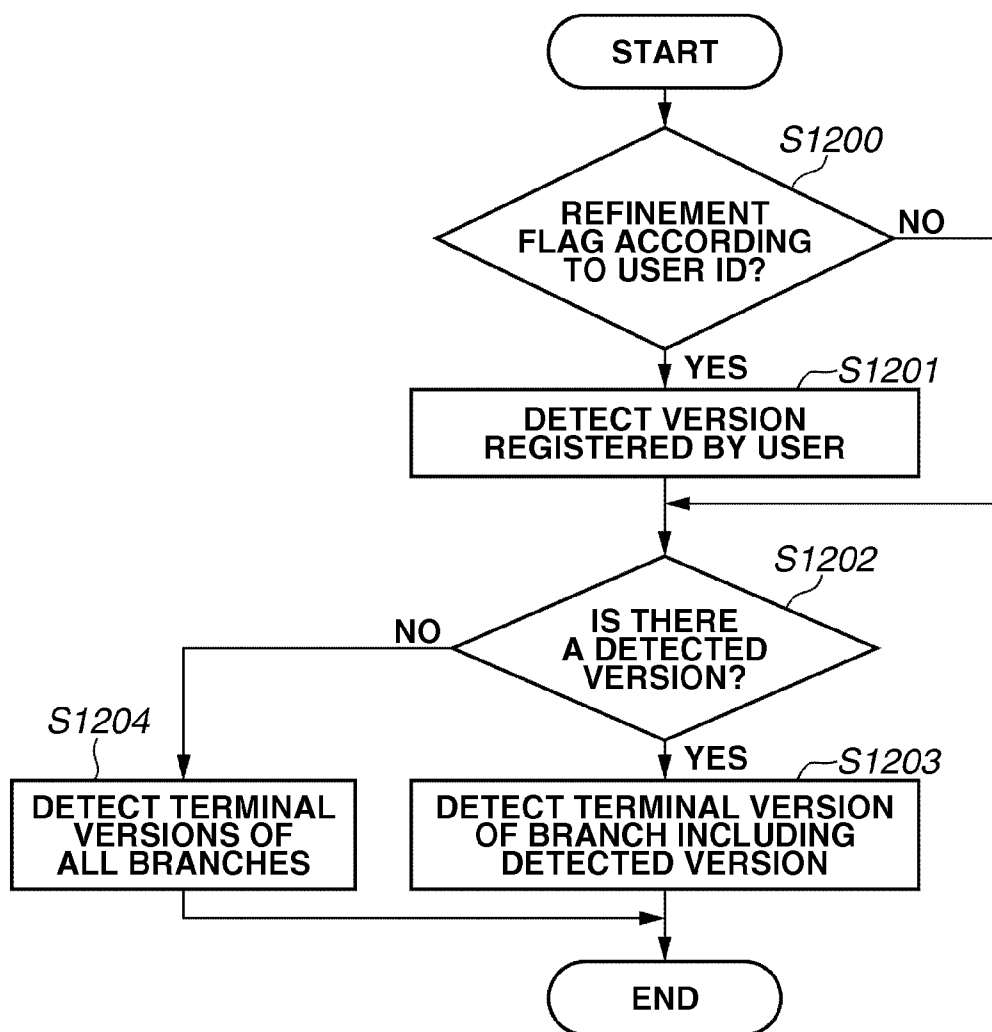 START
S1200
REFINEMENT
FLAG ACCORDING
TO USER ID?
NO
YES
S1201
DETECT VERSION
REGISTERED BY USER
S1202
IS THERE
A DETECTED
VERSION?
NO
YES
S1204
S1203
DETECT TERMINAL
VERSIONS OF
ALL BRANCHES
DETECT TERMINAL VERSION
OF BRANCH INCLUDING
DETECTED VERSION
END